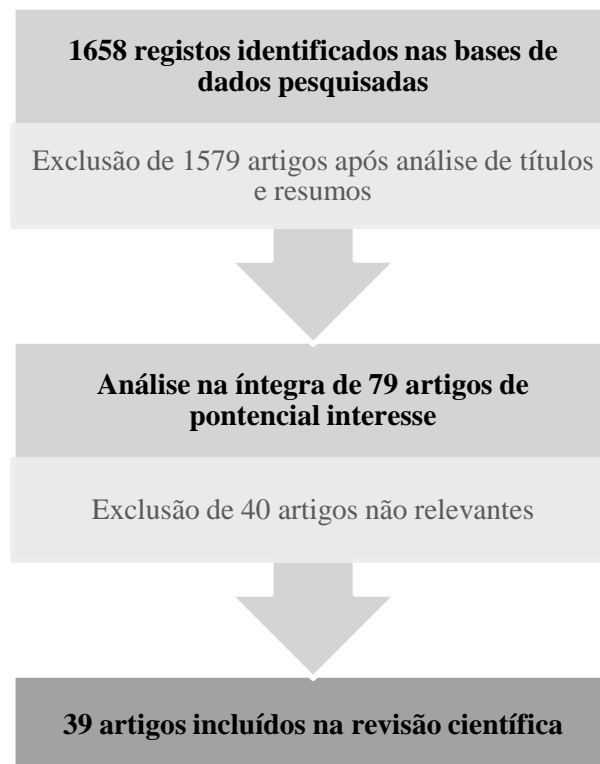 1658 registos identificados nas bases de
dados pesquisadas
Exclusão de 1579 artigos após análise de títulos
e resumos
Análise na íntegra de 79 artigos de
pontencial interesse
Exclusão de 40 artigos não relevantes
39 artigos incluídos na revisão científica